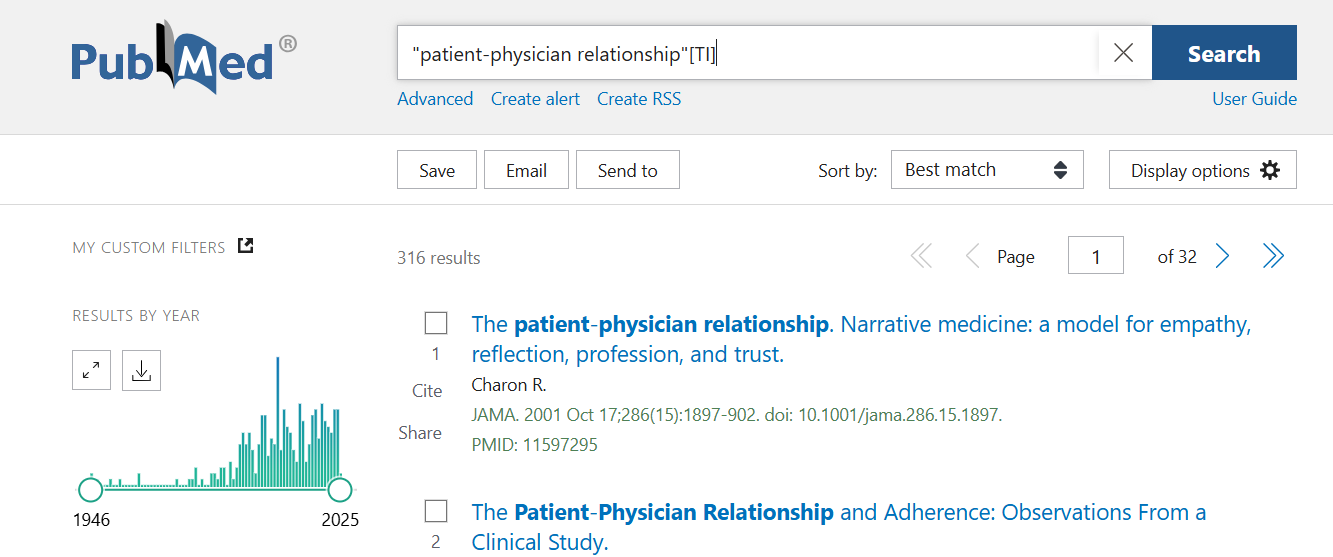 PubMed®
"patient-physician relationship"[TI]
Search
Advanced Create alert Create RSS User Guide
Save Email Send to Sort by: Best match Display options
MY CUSTOM FILTERS
316 results Page 1 of 32
RESULTS BY YEAR
1946 2025
1
Cite
Share
The patient-physician relationship. Narrative medicine: a model for empathy,
reflection, profession, and trust.
Charon R.
JAMA. 2001 Oct 17;286(15):1897-902. doi: 10.1001/jama.286.15.1897.
PMID: 11597295
2
The Patient-Physician Relationship and Adherence: Observations From a
Clinical Study.